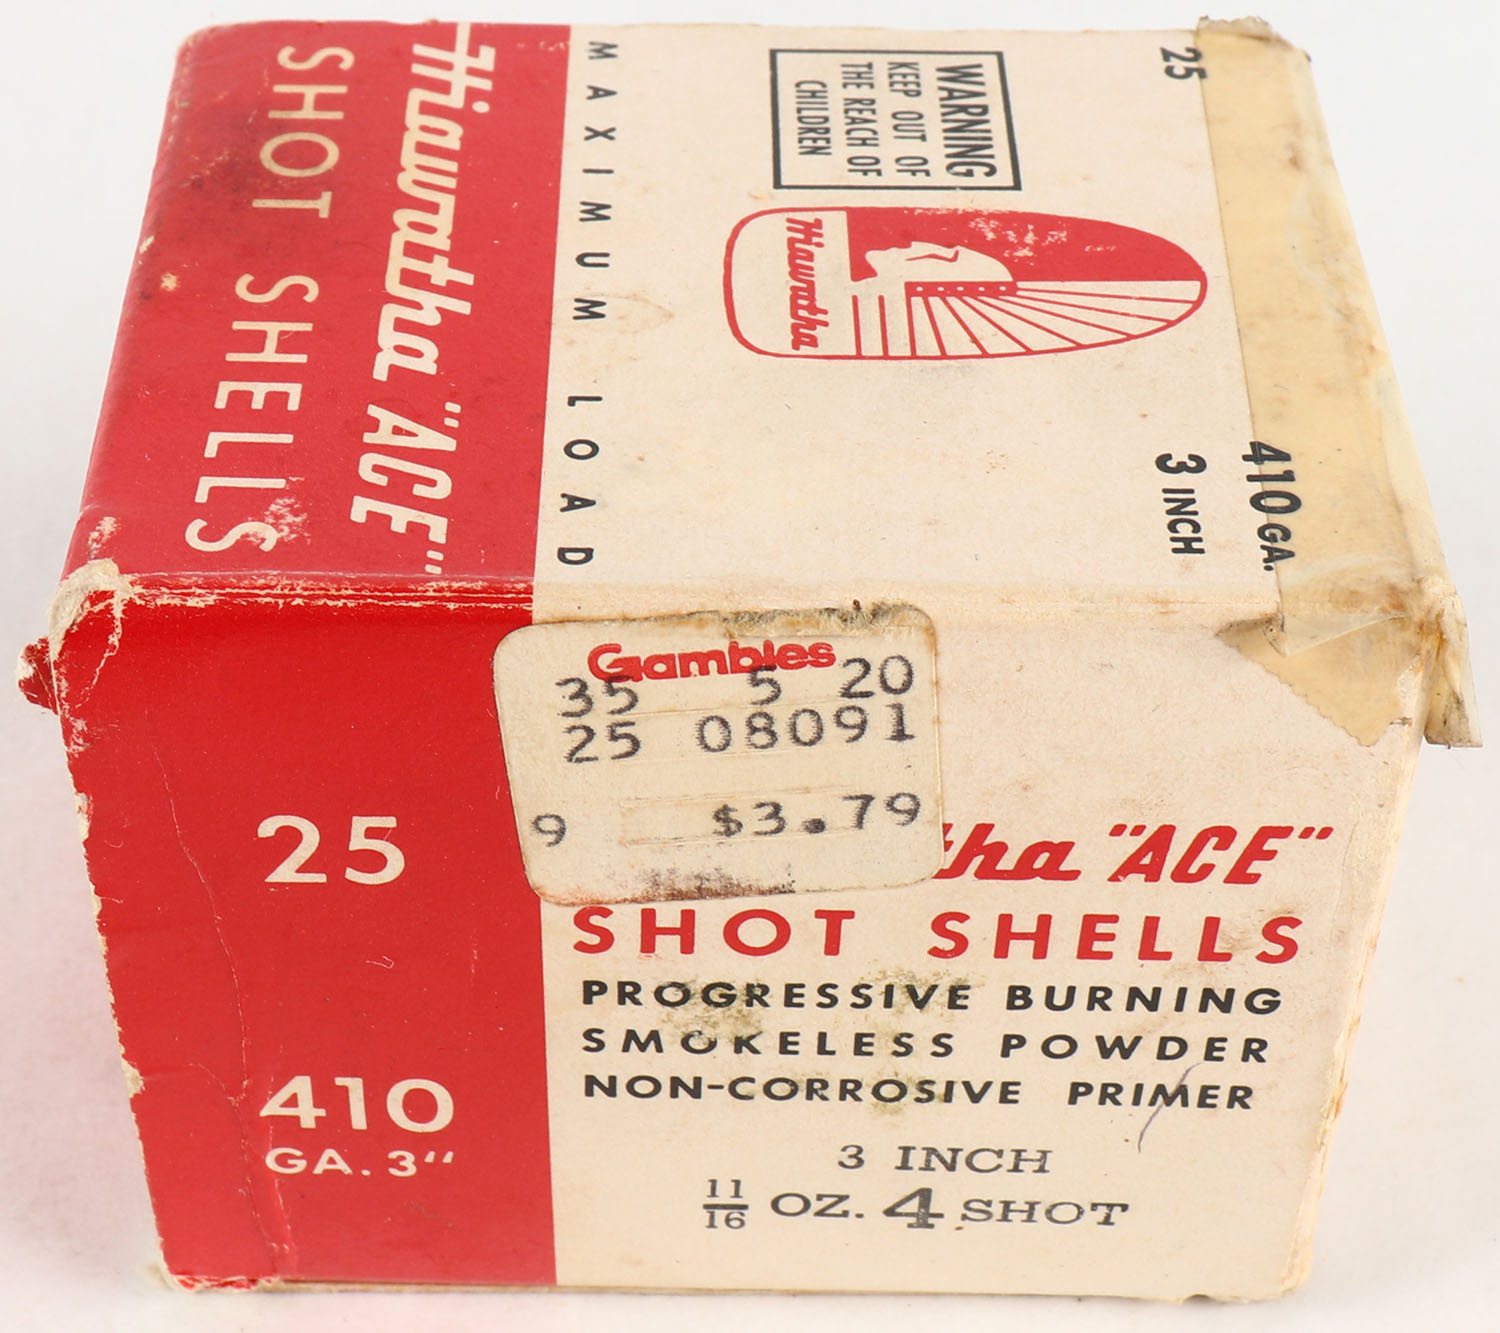 Hiawatha "ACE"
SHOT SHELLS
MAXIMUM LOAD
WARNING
KEEP OUT OF
THE REACH OF
CHILDREN
Hiawatha
25
410 GA.
3 INCH
Gambles
35 5 20
25 08091
9 $3.79
25
410
GA. 3"
tha "ACE"
SHOT SHELLS
PROGRESSIVE BURNING
SMOKELESS POWDER
NON-CORROSIVE PRIMER
3 INCH
11/16 OZ. 4 SHOT